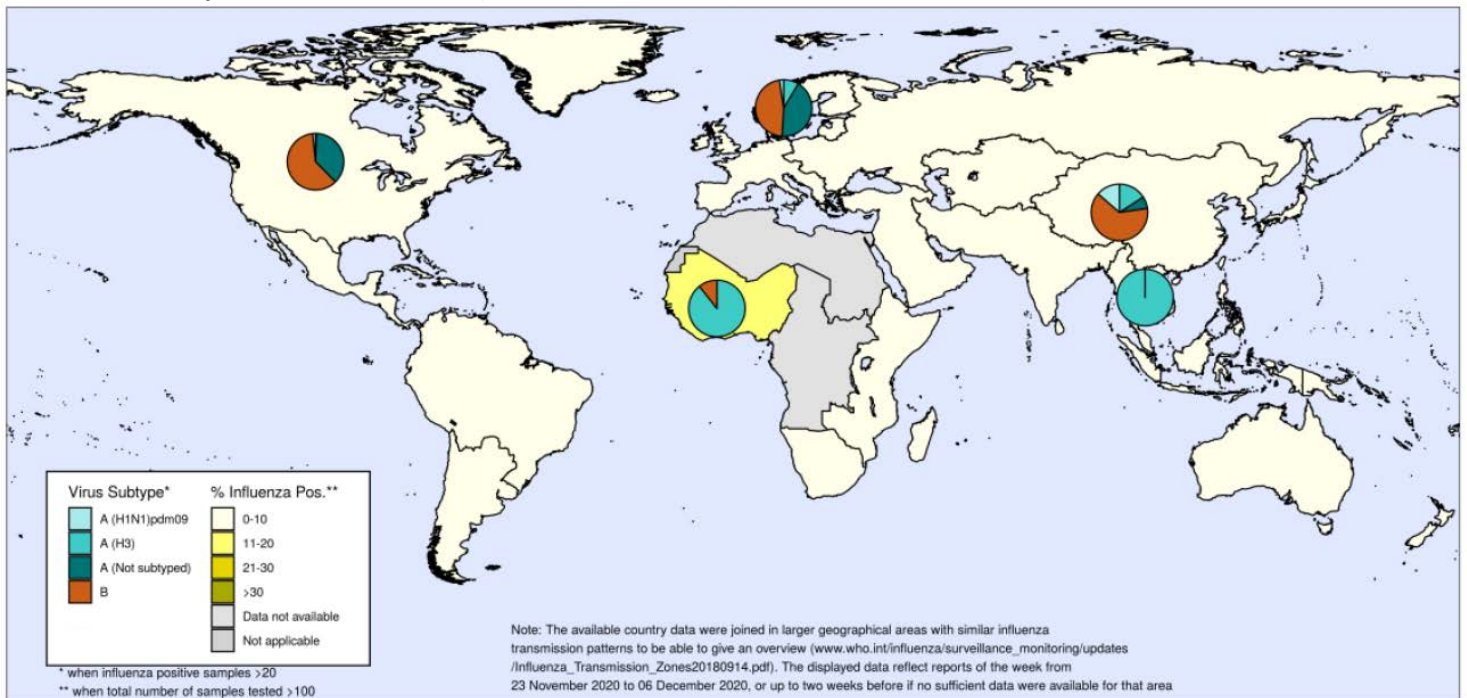 Virus Subtype*
A (H1N1)pdm09
A (H3)
A (Not subtyped)
B
% Influenza Pos.**
0-10
11-20
21-30
>30
Data not available
Not applicable
* when influenza positive samples >20
** when total number of samples tested >100
Note: The available country data were joined in larger geographical areas with similar influenza
transmission patterns to be able to give an overview (www.who.int/influenza/surveillance_monitoring/updates
/Influenza_Transmission_Zones20180914.pdf). The displayed data reflect reports of the week from
23 November 2020 to 06 December 2020, or up to two weeks before if no sufficient data were available for that area